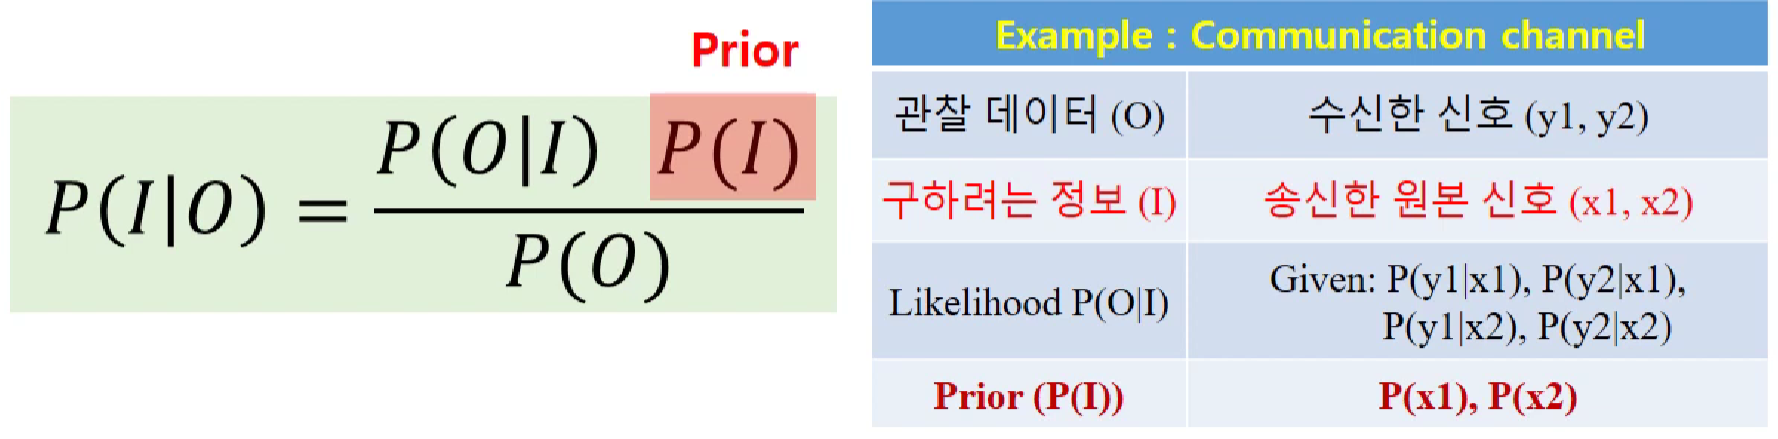 Prior
P(I|O) = P(O|I) P(I) / P(O)
Example : Communication channel
관찰 데이터 (O)
수신한 신호 (y1, y2)
구하려는 정보 (I)
송신한 원본 신호 (x1, x2)
Likelihood P(O|I)
Given: P(y1|x1), P(y2|x1),
P(y1|x2), P(y2|x2)
Prior (P(I))
P(x1), P(x2)